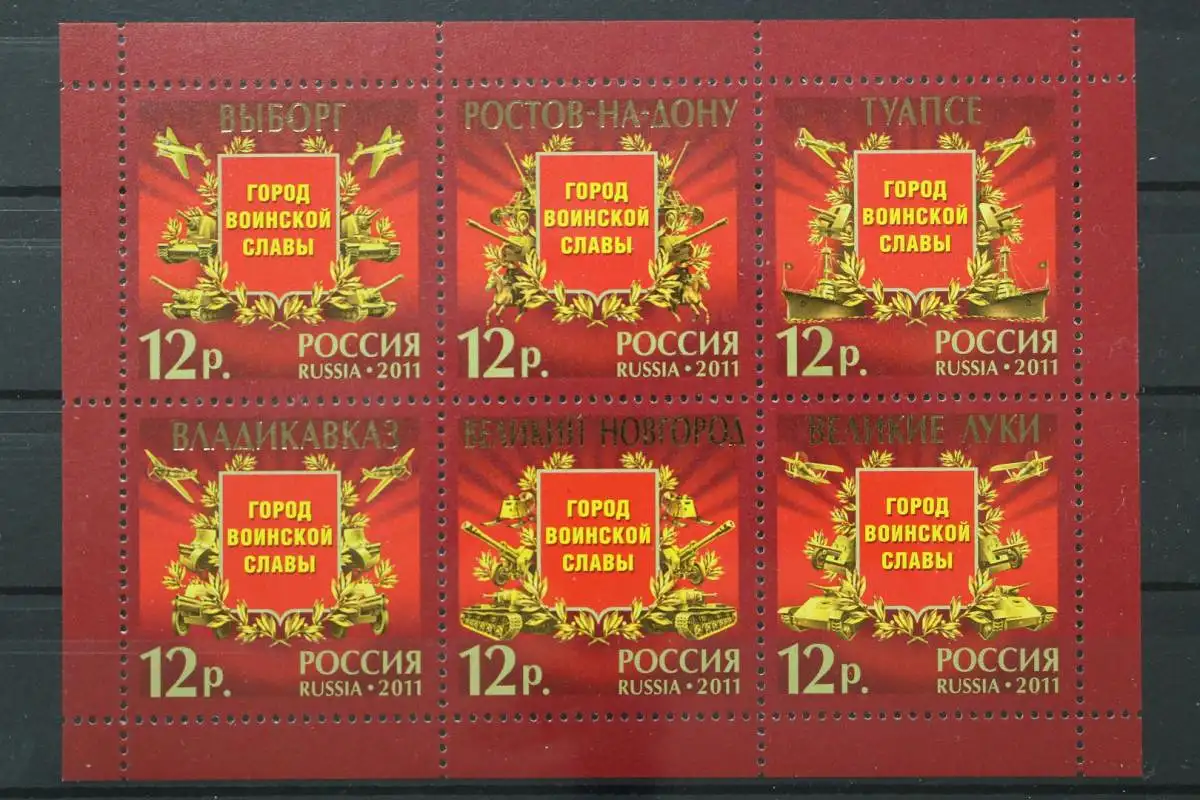 ВЫБОРГ
ГОРОД
ВОИНСКОЙ
СЛАВЫ
12р.
РОССИЯ
RUSSIA • 2011
РОСТОВ-НА-ДОНУ
ГОРОД
ВОИНСКОЙ
СЛАВЫ
12р.
РОССИЯ
RUSSIA • 2011
ТУАПСЕ
ГОРОД
ВОИНСКОЙ
СЛАВЫ
12р.
РОССИЯ
RUSSIA • 2011
ВЛАДИКАВКАЗ
ГОРОД
ВОИНСКОЙ
СЛАВЫ
12р.
РОССИЯ
RUSSIA • 2011
ВЕЛИКИЙ НОВГОРОД
ГОРОД
ВОИНСКОЙ
СЛАВЫ
12р.
РОССИЯ
RUSSIA • 2011
ВЕЛИКИЕ ЛУКИ
ГОРОД
ВОИНСКОЙ
СЛАВЫ
12р.
РОССИЯ
RUSSIA • 2011